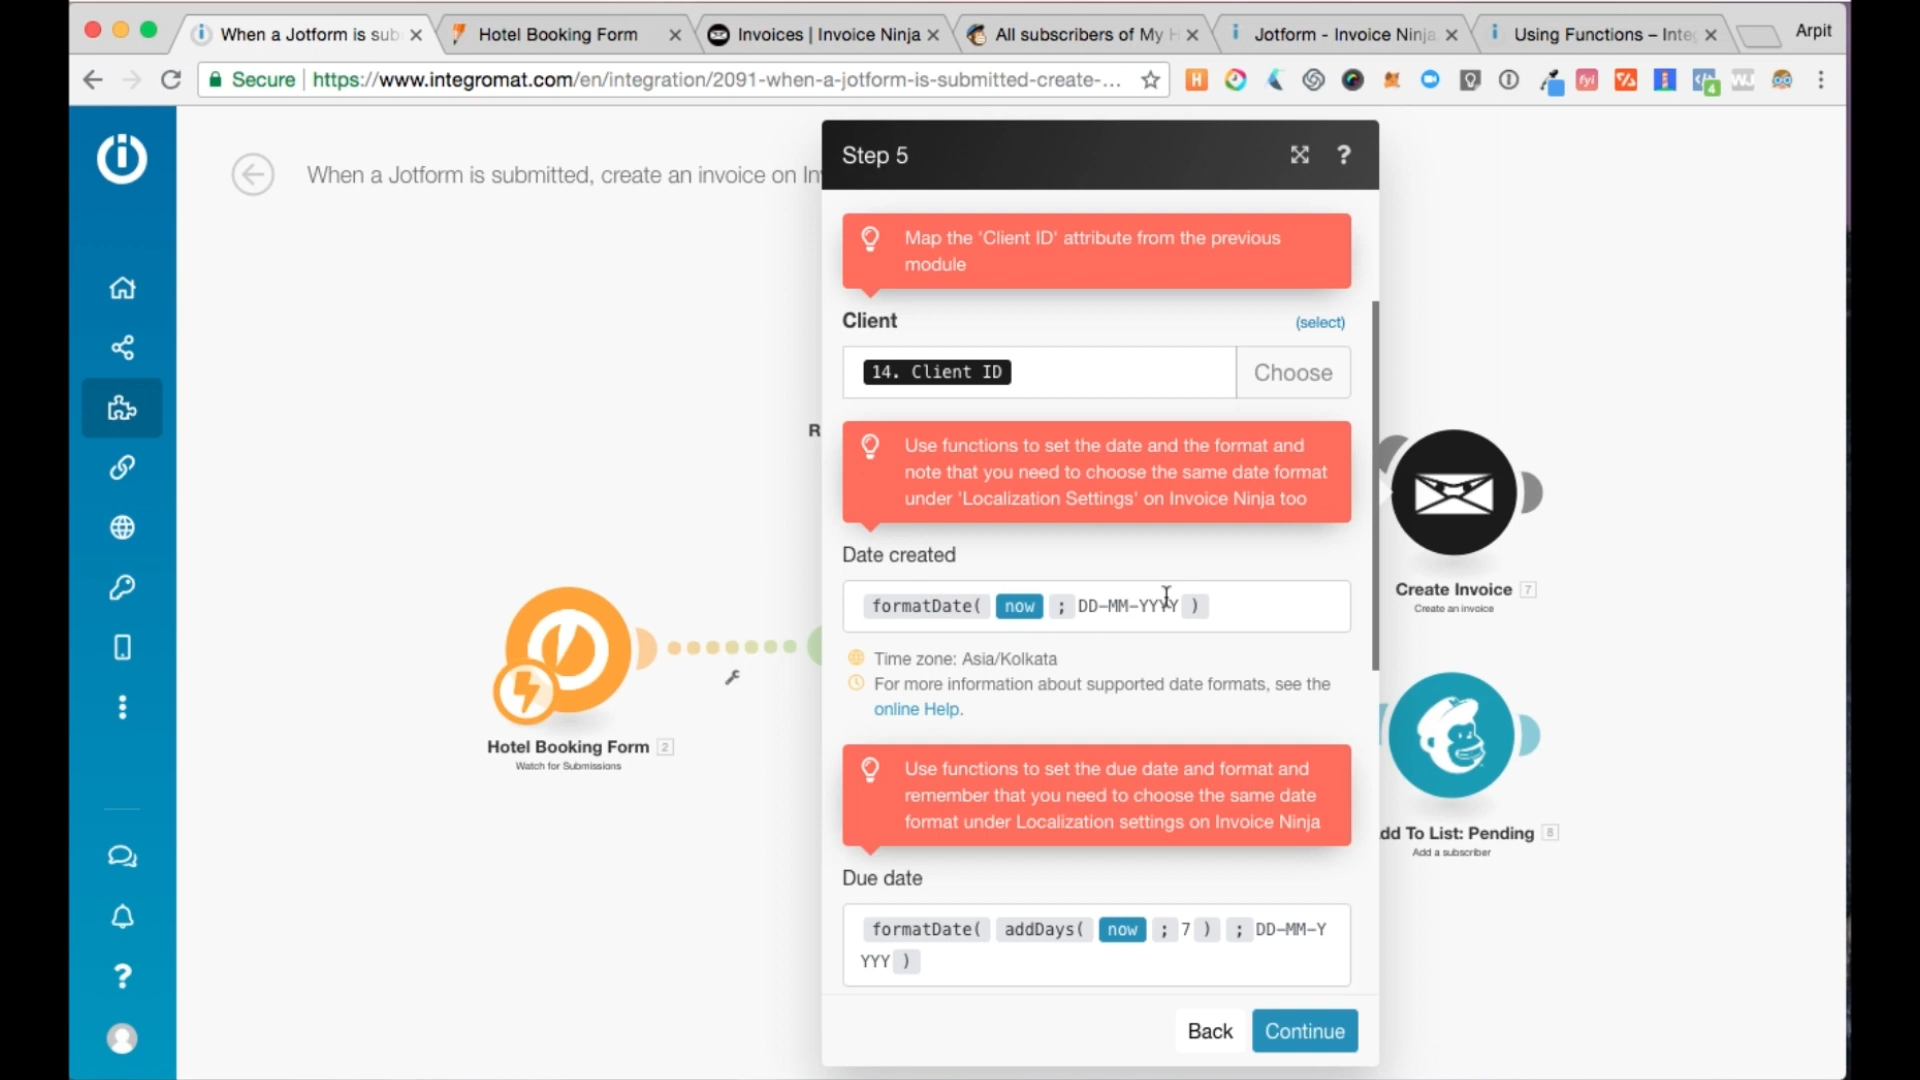 When a Jotform is sub
Hotel Booking Form
Invoices | Invoice Ninja
All subscribers of My H
Jotform - Invoice Ninja
Using Functions – Integ
Arpit
Secure
https://www.integromat.com/en/integration/2091-when-a-jotform-is-submitted-create-...
H
fyi
4
WJ
When a Jotform is submitted, create an invoice on In
Step 5
?
Map the 'Client ID' attribute from the previous
module
Client
(select)
14. Client ID
Choose
R
Use functions to set the date and the format and
note that you need to choose the same date format
under 'Localization Settings' on Invoice Ninja too
Date created
formatDate( now ; DD-MM-YYYY )
Time zone: Asia/Kolkata
For more information about supported date formats, see the
online Help.
Use functions to set the due date and format and
remember that you need to choose the same date
format under Localization settings on Invoice Ninja
Due date
formatDate( addDays( now ; 7 ) ; DD-MM-Y
YYY )
Back
Continue
Hotel Booking Form 2
Watch for Submissions
Create Invoice 7
Create an invoice
dd To List: Pending 8
Add a subscriber